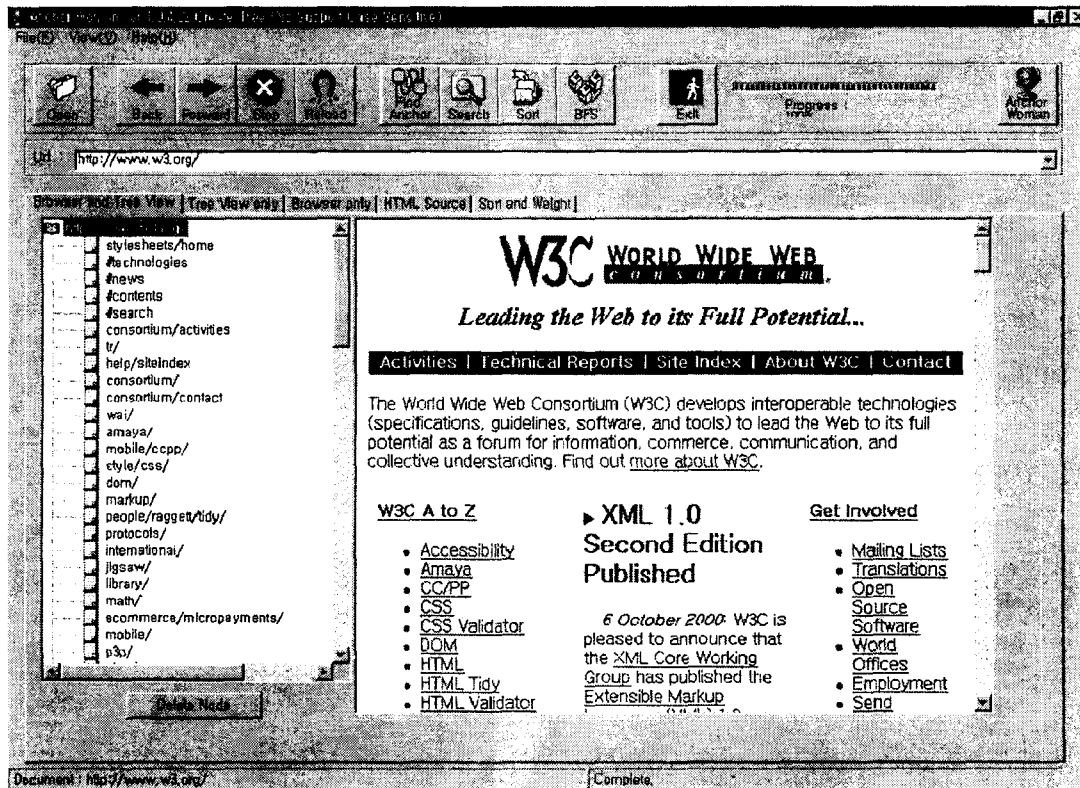 File(F) View(V) Help(H)
Open Back Forward Stop Reload Find Anchor Search Sort BFS Exit Progress : Anchor Woman
Url : http://www.w3.org/
Browser and Tree View | Tree View only | Browser only | HTML Source | Sort and Weight
stylesheets/home
#technologies
#news
#contents
#search
consortium/activities
tr/
help/siteindex
consortium/
consortium/contact
wai/
amaya/
mobile/ccpp/
style/css/
dom/
markup/
people/raggett/tidy/
protocols/
international/
jigsaw/
library/
math/
ecommerce/micropayments/
mobile/
p3p/
Delete Node
W3C WORLD WIDE WEB
consortium
Leading the Web to its Full Potential...
Activities | Technical Reports | Site Index | About W3C | Contact
The World Wide Web Consortium (W3C) develops interoperable technologies
(specifications, guidelines, software, and tools) to lead the Web to its full
potential as a forum for information, commerce, communication, and
collective understanding. Find out more about W3C.
W3C A to Z
Accessibility
Amaya
CC/PP
CSS
CSS Validator
DOM
HTML
HTML Tidy
HTML Validator
XML 1.0
Second Edition
Published
6 October 2000: W3C is
pleased to announce that
the XML Core Working
Group has published the
Extensible Markup
Get Involved
Mailing Lists
Translations
Open
Source
Software
World
Offices
Employment
Send
Document : http://www.w3.org/
Complete.